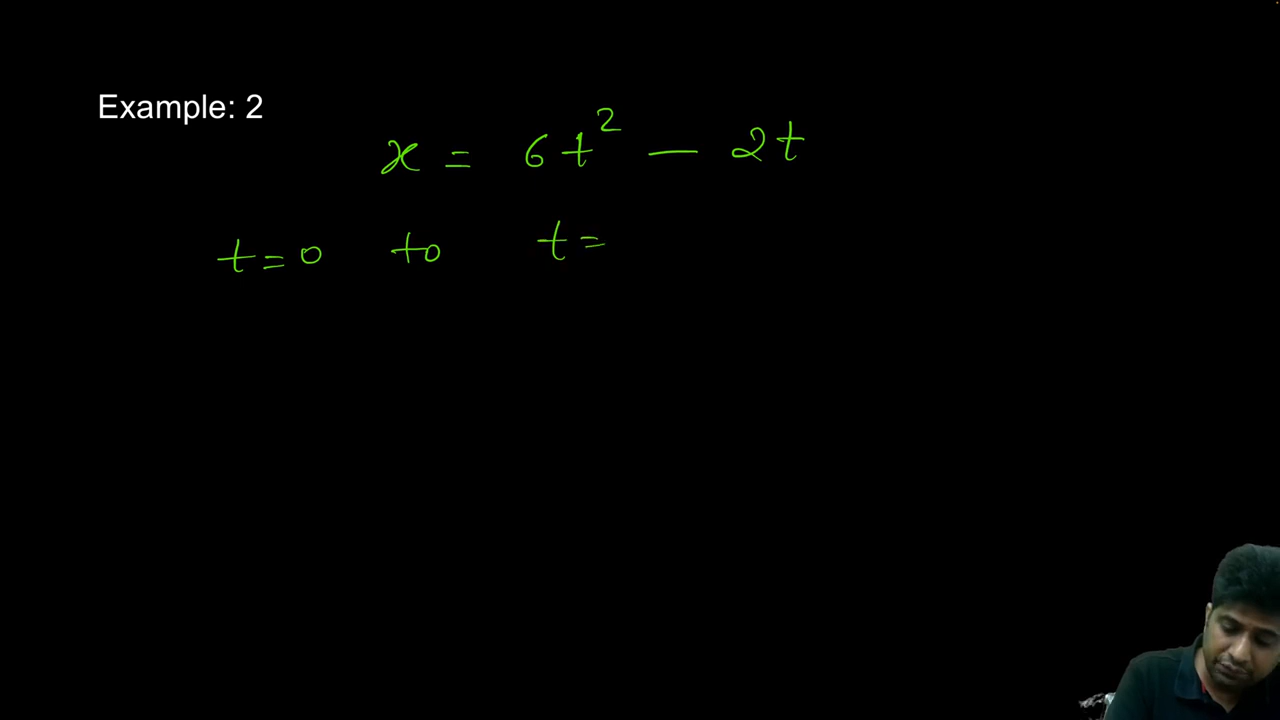 Example: 2
x = 6t² — 2t
t=0 to t=